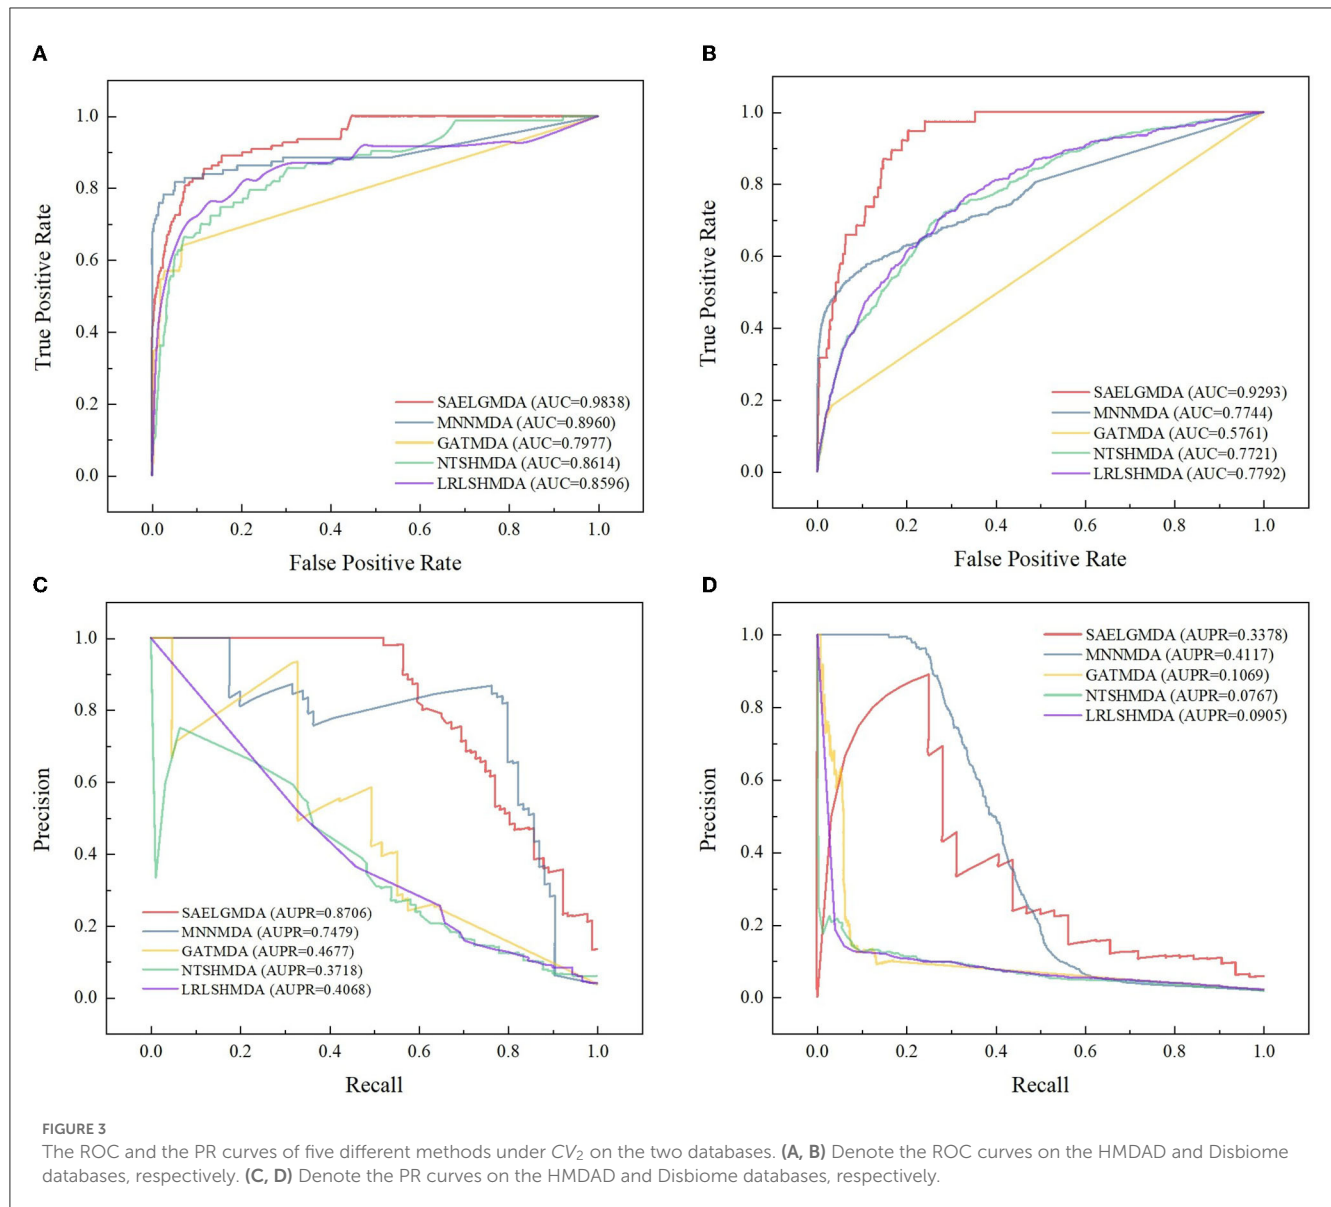 A
1.0
0.8
0.6
0.4
0.2
0.0
True Positive Rate
SAELGMDA (AUC=0.9838)
MNNMDA (AUC=0.8960)
GATMDA (AUC=0.7977)
NTSHMDA (AUC=0.8614)
LRLSHMDA (AUC=0.8596)
0.0 0.2 0.4 0.6 0.8 1.0
False Positive Rate
B
1.0
0.8
0.6
0.4
0.2
0.0
True Positive Rate
SAELGMDA (AUC=0.9293)
MNNMDA (AUC=0.7744)
GATMDA (AUC=0.5761)
NTSHMDA (AUC=0.7721)
LRLSHMDA (AUC=0.7792)
0.0 0.2 0.4 0.6 0.8 1.0
False Positive Rate
C
1.0
0.8
0.6
0.4
0.2
0.0
Precision
SAELGMDA (AUPR=0.8706)
MNNMDA (AUPR=0.7479)
GATMDA (AUPR=0.4677)
NTSHMDA (AUPR=0.3718)
LRLSHMDA (AUPR=0.4068)
0.0 0.2 0.4 0.6 0.8 1.0
Recall
D
1.0
0.8
0.6
0.4
0.2
0.0
Precision
SAELGMDA (AUPR=0.3378)
MNNMDA (AUPR=0.4117)
GATMDA (AUPR=0.1069)
NTSHMDA (AUPR=0.0767)
LRLSHMDA (AUPR=0.0905)
0.0 0.2 0.4 0.6 0.8 1.0
Recall
FIGURE 3
The ROC and the PR curves of five different methods under CV2 on the two databases. (A, B) Denote the ROC curves on the HMDAD and Disbiome
databases, respectively. (C, D) Denote the PR curves on the HMDAD and Disbiome databases, respectively.